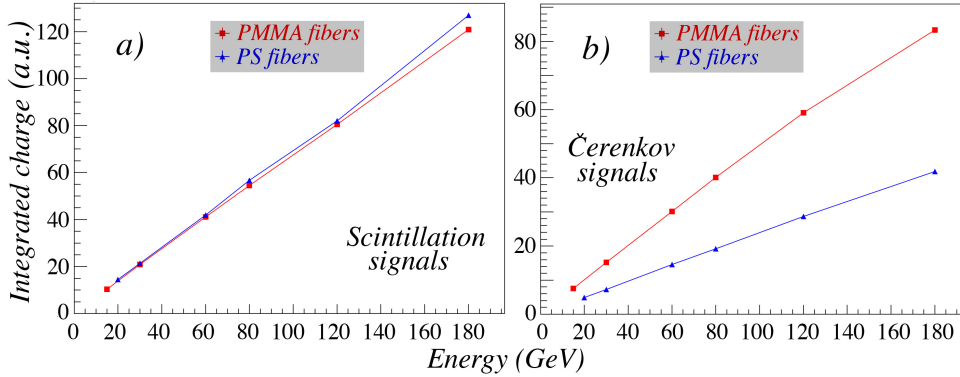 Integrated charge (a.u.)
120
100
80
60
40
20
0
a)
PMMA fibers
PS fibers
Scintillation
signals
0 20 40 60 80 100 120 140 160 180
80
60
40
20
0
b)
PMMA fibers
PS fibers
Čerenkov
signals
0 20 40 60 80 100 120 140 160 180
Energy (GeV)